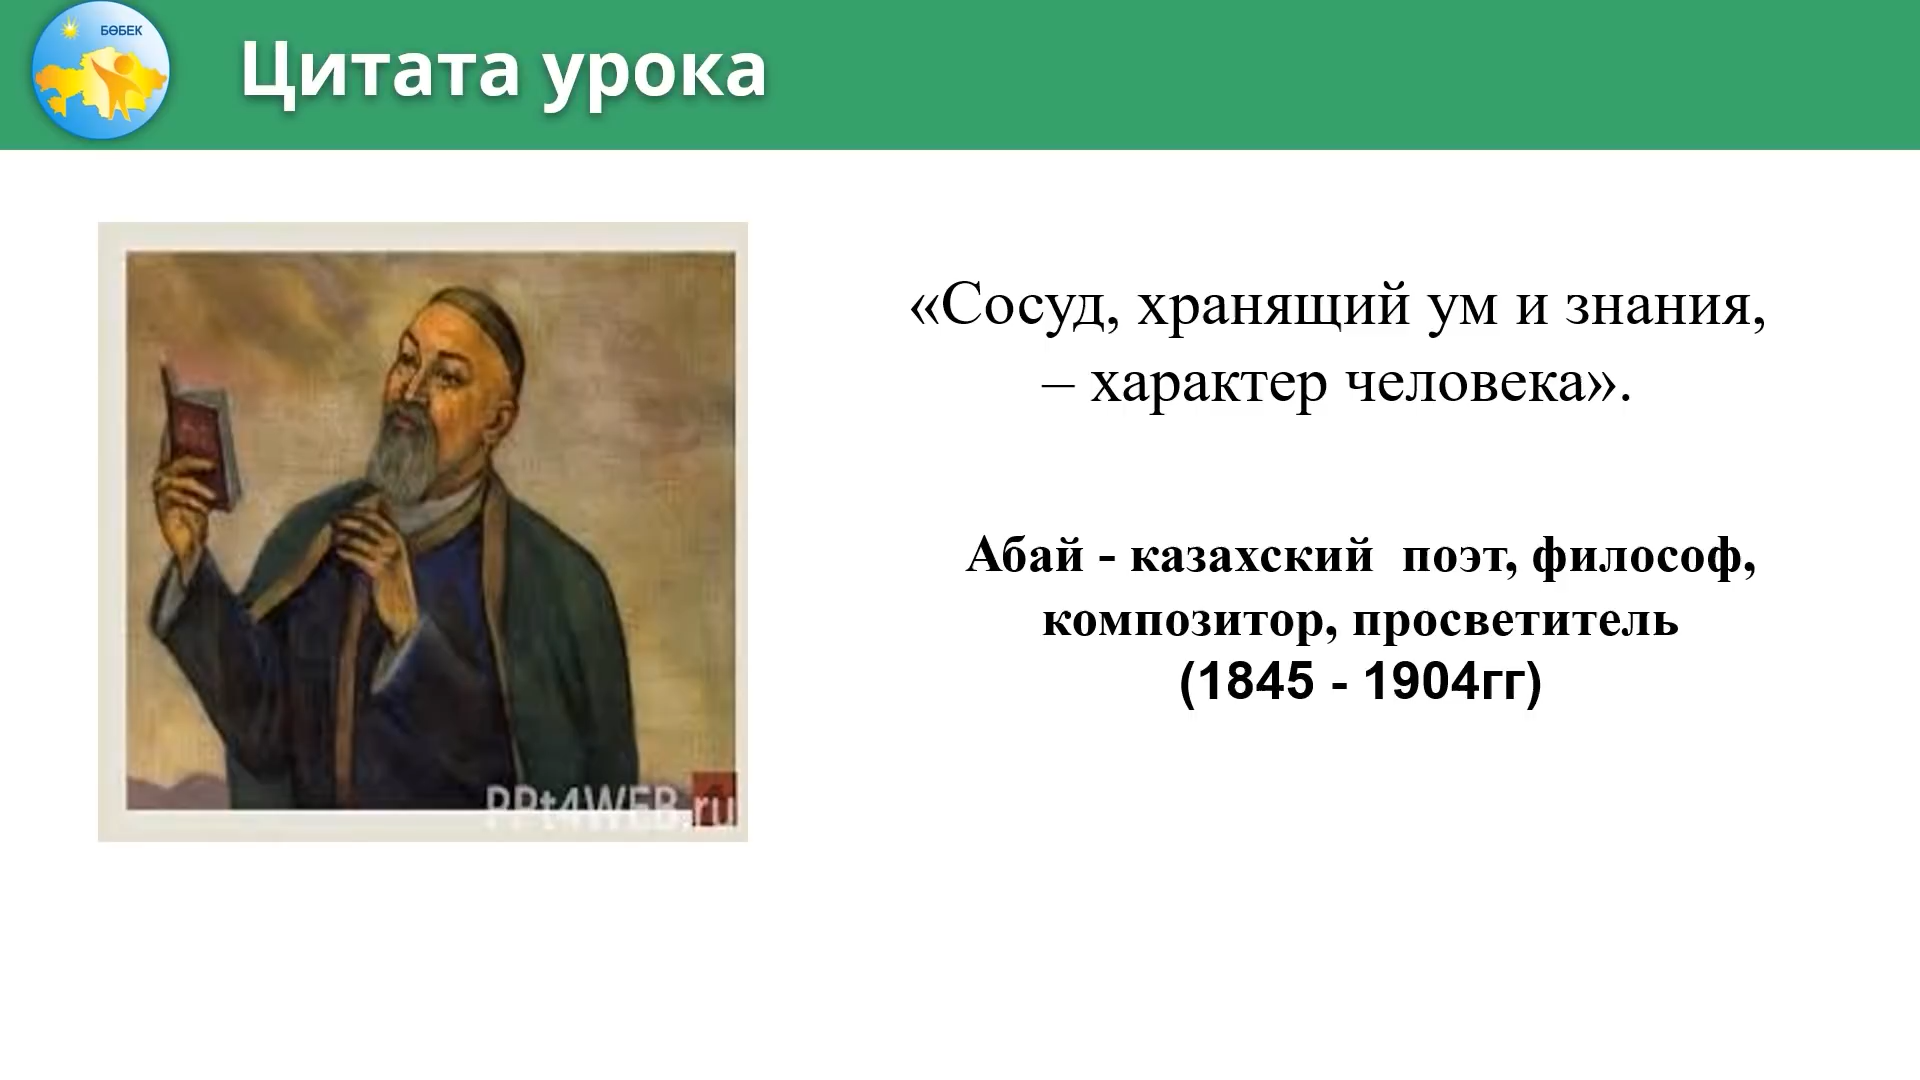 БӨБЕК
Цитата урока
«Сосуд, хранящий ум и знания,
– характер человека».
Абай - казахский  поэт, философ,
композитор, просветитель
(1845 - 1904гг)
PPt4WEB.ru